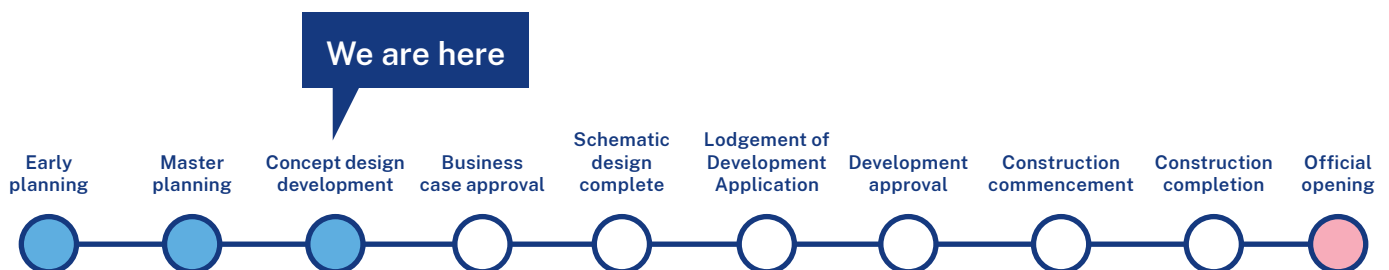 We are here
Early
planning
Master
planning
Concept design
development
Business
case approval
Schematic
design
complete
Lodgement of
Development
Application
Development
approval
Construction
commencement
Construction
completion
Official
opening